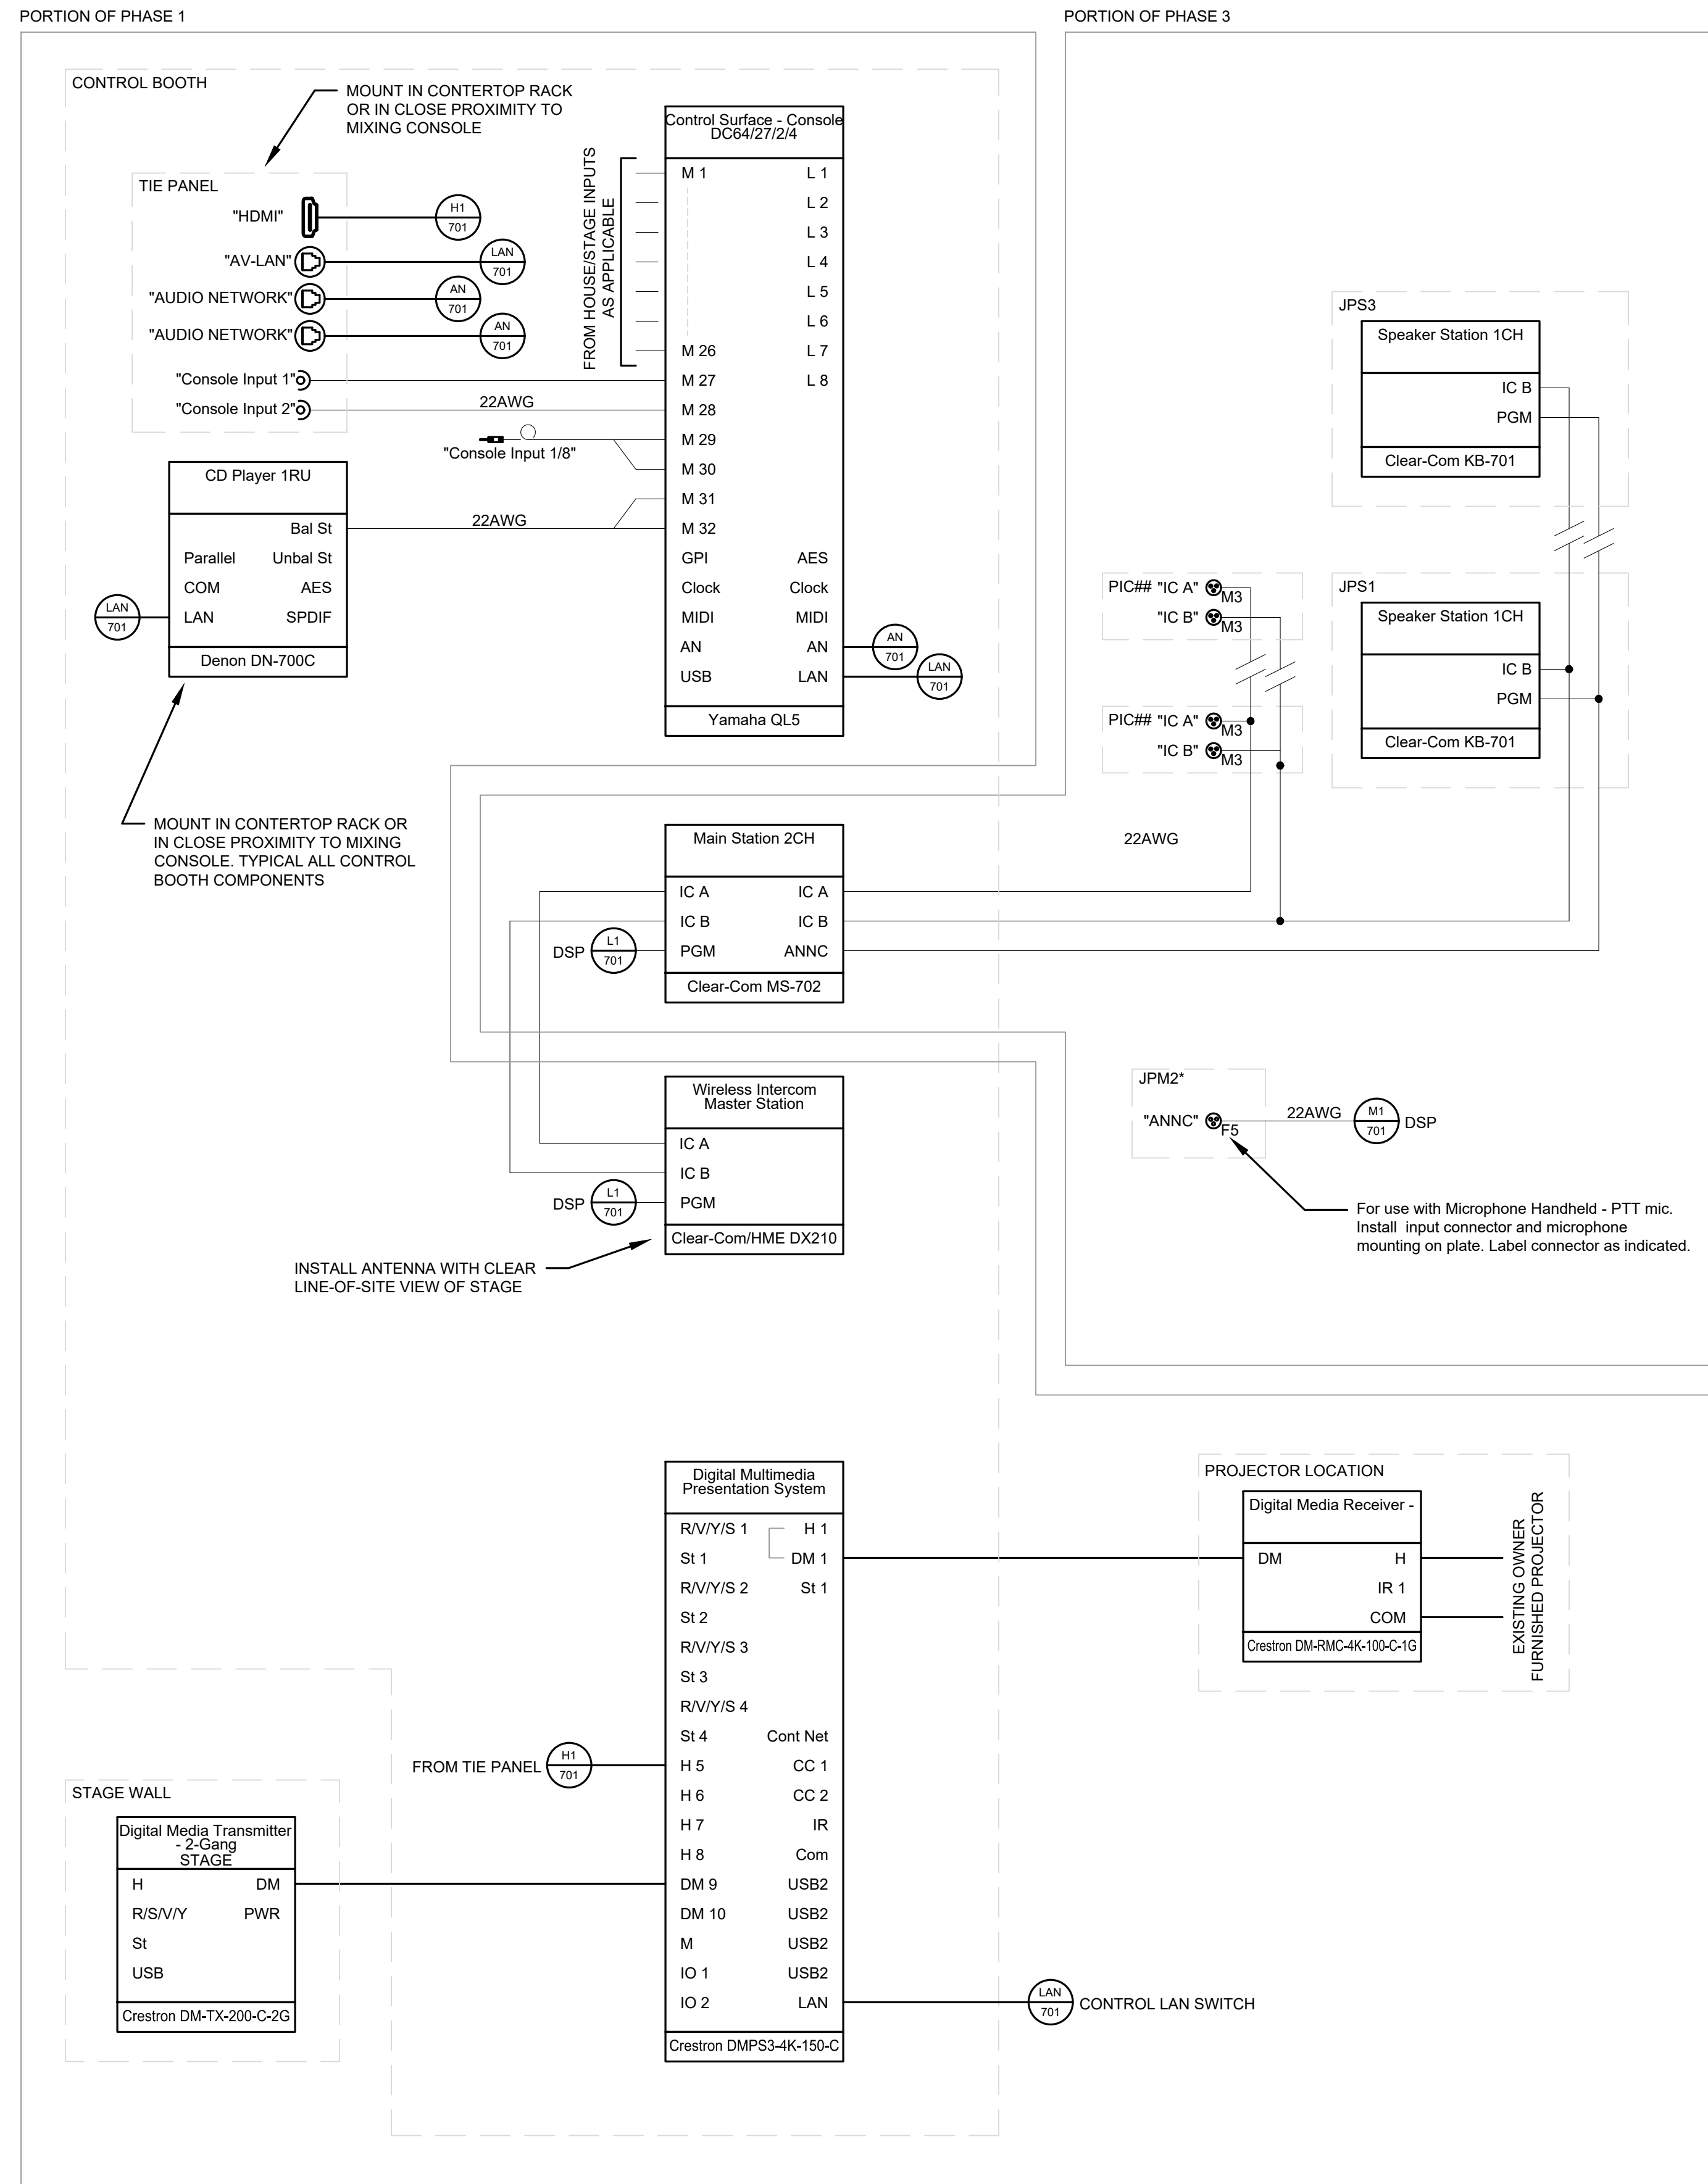 PORTION OF PHASE 1
PORTION OF PHASE 3
CONTROL BOOTH
MOUNT IN CONTERTOP RACK
OR IN CLOSE PROXIMITY TO
MIXING CONSOLE
TIE PANEL
"HDMI"
H1
701
"AV-LAN"
LAN
701
"AUDIO NETWORK"
AN
701
"AUDIO NETWORK"
AN
701
"Console Input 1"
"Console Input 2"
22AWG
"Console Input 1/8"
FROM HOUSE/STAGE INPUTS
AS APPLICABLE
Control Surface - Console
DC64/27/2/4
M 1 L 1
L 2
L 3
L 4
L 5
L 6
M 26 L 7
M 27 L 8
M 28
M 29
M 30
M 31
M 32
GPI AES
Clock Clock
MIDI MIDI
AN AN
USB LAN
Yamaha QL5
AN
701
LAN
701
CD Player 1RU
Bal St
Parallel Unbal St
COM AES
LAN SPDIF
Denon DN-700C
22AWG
LAN
701
MOUNT IN CONTERTOP RACK OR
IN CLOSE PROXIMITY TO MIXING
CONSOLE. TYPICAL ALL CONTROL
BOOTH COMPONENTS
JPS3
Speaker Station 1CH
IC B
PGM
Clear-Com KB-701
PIC## "IC A" M3
"IC B" M3
JPS1
Speaker Station 1CH
IC B
PGM
Clear-Com KB-701
PIC## "IC A" M3
"IC B" M3
22AWG
Main Station 2CH
IC A IC A
IC B IC B
PGM ANNC
Clear-Com MS-702
DSP
L1
701
Wireless Intercom
Master Station
IC A
IC B
PGM
Clear-Com/HME DX210
DSP
L1
701
INSTALL ANTENNA WITH CLEAR
LINE-OF-SITE VIEW OF STAGE
JPM2*
"ANNC" F5
22AWG
M1
701
DSP
For use with Microphone Handheld - PTT mic.
Install input connector and microphone
mounting on plate. Label connector as indicated.
Digital Multimedia
Presentation System
R/V/Y/S 1 H 1
St 1 DM 1
R/V/Y/S 2 St 1
St 2
R/V/Y/S 3
St 3
R/V/Y/S 4
St 4 Cont Net
H 5 CC 1
H 6 CC 2
H 7 IR
H 8 Com
DM 9 USB2
DM 10 USB2
M USB2
IO 1 USB2
IO 2 LAN
Crestron DMPS3-4K-150-C
PROJECTOR LOCATION
Digital Media Receiver -
DM H
IR 1
COM
Crestron DM-RMC-4K-100-C-1G
EXISTING OWNER
FURNISHED PROJECTOR
FROM TIE PANEL
H1
701
STAGE WALL
Digital Media Transmitter
- 2-Gang
STAGE
H DM
R/S/V/Y PWR
St
USB
Crestron DM-TX-200-C-2G
LAN
701
CONTROL LAN SWITCH